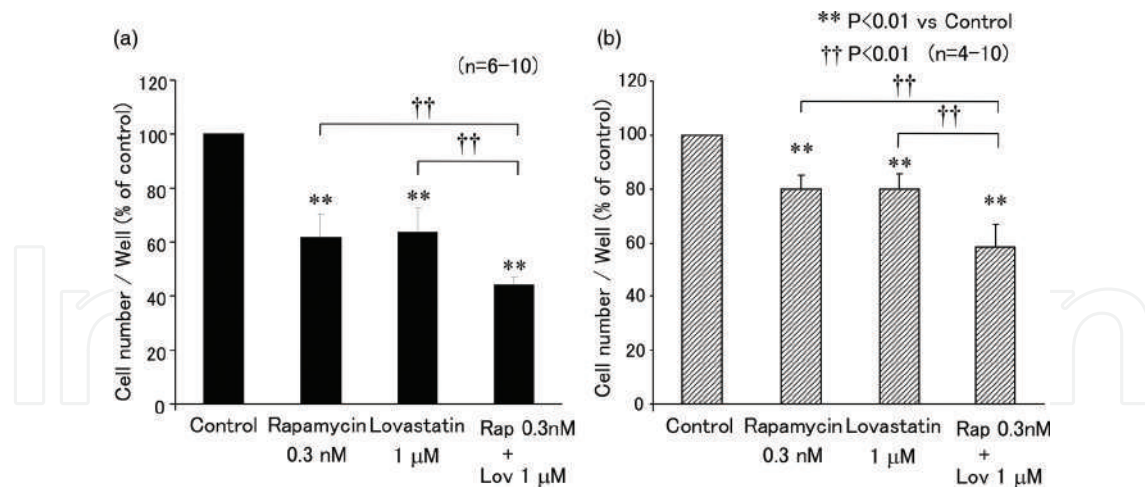 (a)
(n=6-10)
Cell number / Well (% of control)
120
100
80
60
40
20
0
††
††
**
**
**
Control
Rapamycin
0.3 nM
Lovastatin
1 μM
Rap 0.3nM
+
Lov 1 μM
(b)
** P<0.01 vs Control
†† P<0.01 (n=4-10)
Cell number / Well (% of control)
120
100
80
60
40
20
0
††
††
**
**
**
Control
Rapamycin
0.3 nM
Lovastatin
1 μM
Rap 0.3nM
+
Lov 1 μM